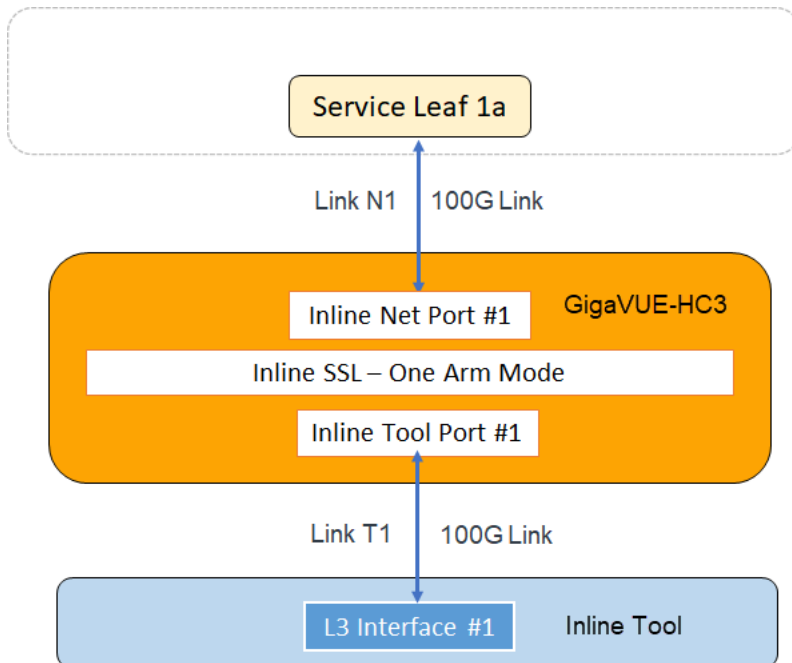 Service Leaf 1a
Link N1
100G Link
Inline Net Port #1
GigaVUE-HC3
Inline SSL – One Arm Mode
Inline Tool Port #1
Link T1
100G Link
L3 Interface #1
Inline Tool